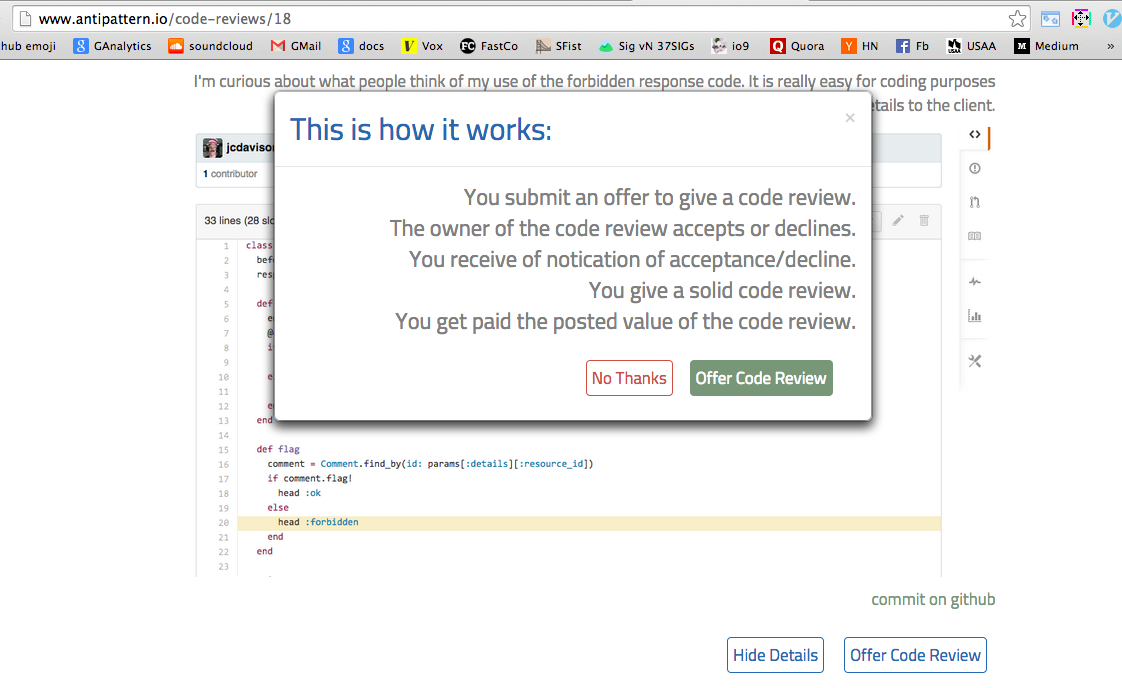 www.antipattern.io/code-reviews/18
hub emoji GAnalytics soundcloud GMail docs Vox FastCo SFist Sig vN 37SIGs io9 Quora HN Fb USAA Medium »
I'm curious about what people think of my use of the forbidden response code. It is really easy for coding purposes
etails to the client.
This is how it works:
×
jcdaviso
1 contributor
You submit an offer to give a code review.
The owner of the code review accepts or declines.
You receive of notication of acceptance/decline.
You give a solid code review.
You get paid the posted value of the code review.
No Thanks Offer Code Review
33 lines (28 slo
1 class
2 bef
3 res
4
5 def
6 e
7 @
8 i
9
10 e
11
12 e
13 end
14
15 def flag
16 comment = Comment.find_by(id: params[:details][:resource_id])
17 if comment.flag!
18 head :ok
19 else
20 head :forbidden
21 end
22 end
23
commit on github
Hide Details Offer Code Review